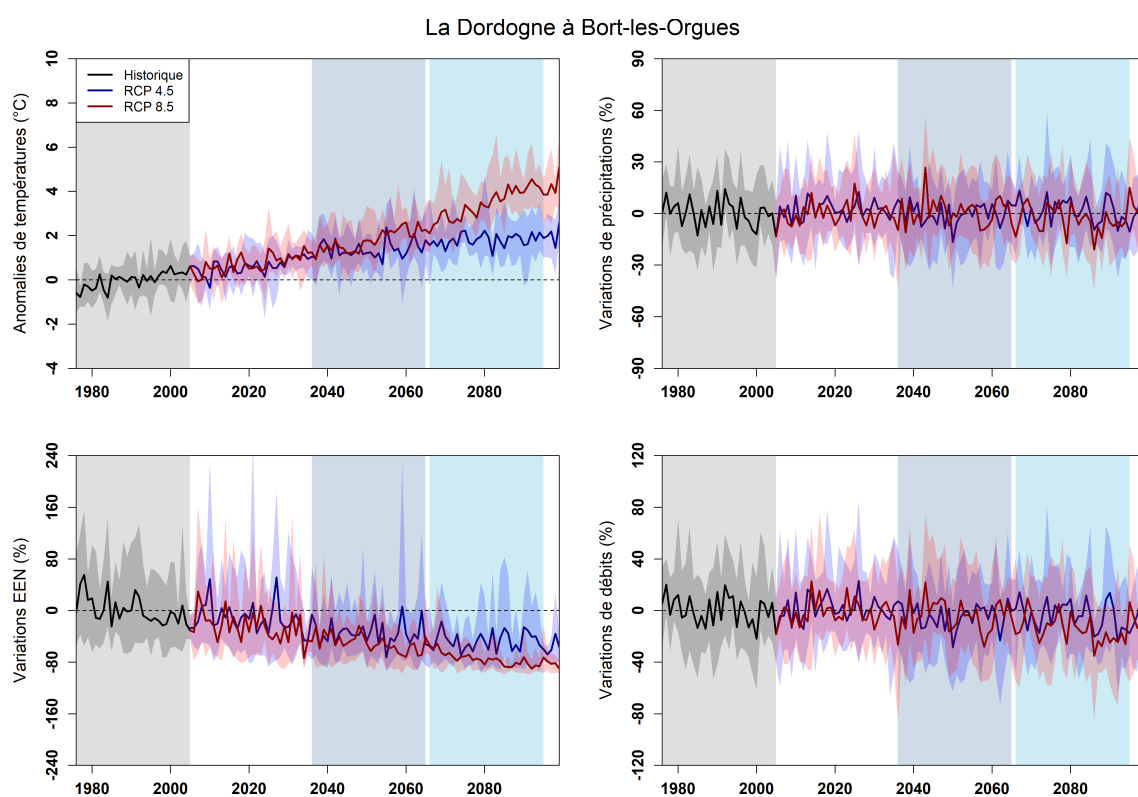 La Dordogne à Bort-les-Orgues
Anomalies de températures (°C)
10
8
6
4
2
0
-2
-4
Historique
RCP 4.5
RCP 8.5
1980 2000 2020 2040 2060 2080
Variations de précipitations (%)
90
60
30
0
-30
-60
-90
1980 2000 2020 2040 2060 2080
Variations EEN (%)
240
160
80
0
-80
-160
-240
1980 2000 2020 2040 2060 2080
Variations de débits (%)
120
80
40
0
-40
-80
-120
1980 2000 2020 2040 2060 2080